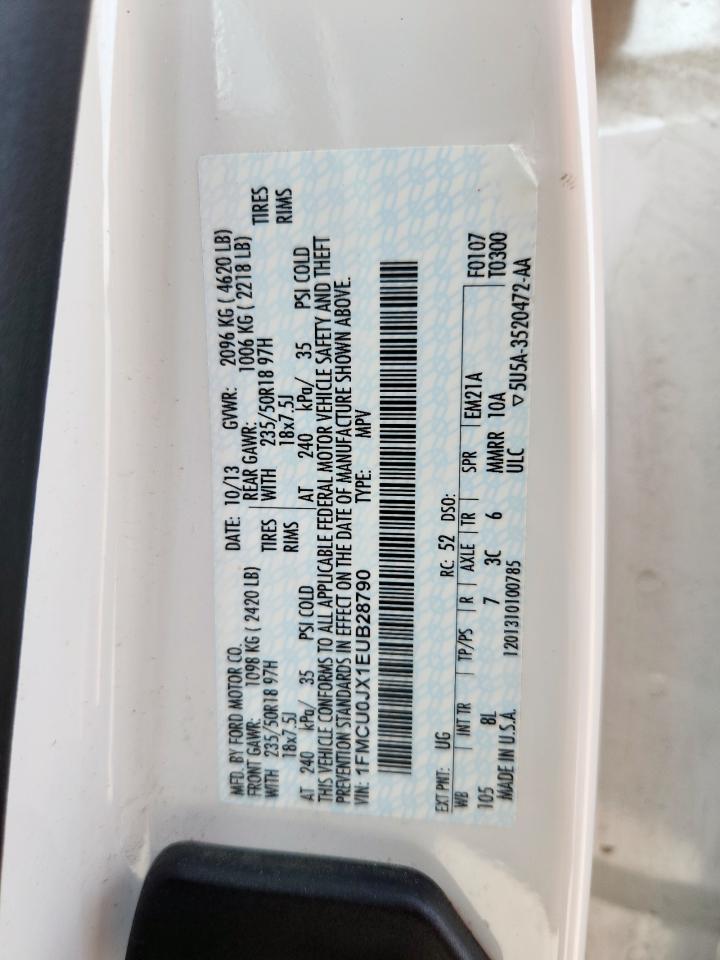 MFD. BY FORD MOTOR CO.
DATE: 10/13 GVWR: 2096 KG ( 4620 LB)
FRONT GAWR: 1098 KG ( 2420 LB) REAR GAWR: 1006 KG ( 2218 LB)
WITH 235/50R18 97H TIRES WITH 235/50R18 97H TIRES
18x7.5J RIMS 18x7.5J RIMS
AT 240 kPa/ 35 PSI COLD AT 240 kPa/ 35 PSI COLD
THIS VEHICLE CONFORMS TO ALL APPLICABLE FEDERAL MOTOR VEHICLE SAFETY AND THEFT
PREVENTION STANDARDS IN EFFECT ON THE DATE OF MANUFACTURE SHOWN ABOVE.
VIN: 1FMCU0JX1EUB28790 TYPE: MPV
EXT PNT: UG RC: 52 DSO: F0107
WB INT TR TP/PS R AXLE TR SPR EM21A T0300
105 8L 7 3C 6 MMRR 10A
MADE IN U.S.A. 1201310100785 ULC ▽5U5A-3520472-AA